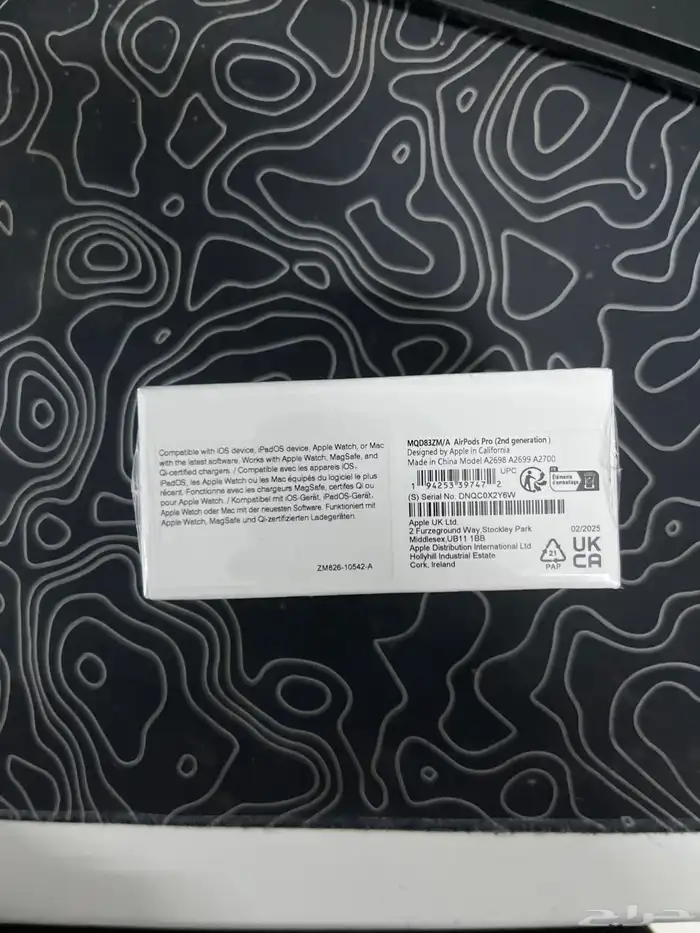 Compatible with iOS device, iPadOS device, Apple Watch, or Mac
with the latest software. Works with Apple Watch, MagSafe, and
Qi-certified chargers. / Compatible avec les appareils iOS,
iPadOS, les Apple Watch ou les Mac équipés du logiciel le plus
récent. Fonctionne avec les chargeurs MagSafe, certifiés Qi ou
pour Apple Watch. / Kompatibel mit iOS-Gerät, iPadOS-Gerät,
Apple Watch oder Mac mit der neuesten Software. Funktioniert mit
Apple Watch, MagSafe und Qi-zertifizierten Ladegeräten.
ZM826-10542-A
MQD83ZM/A AirPods Pro (2nd generation )
Designed by Apple in California
Made in China Model A2698 A2699 A2700
UPC
1 94253 39747 2
Éléments
d'emballage
(S) Serial No. DNQC0X2Y6W
Apple UK Ltd.
2 Furzeground Way,Stockley Park
Middlesex,UB11 1BB
Apple Distribution International Ltd
Hollyhill Industrial Estate
Cork, Ireland
02/2025
21
PAP
UK
CA
حراج